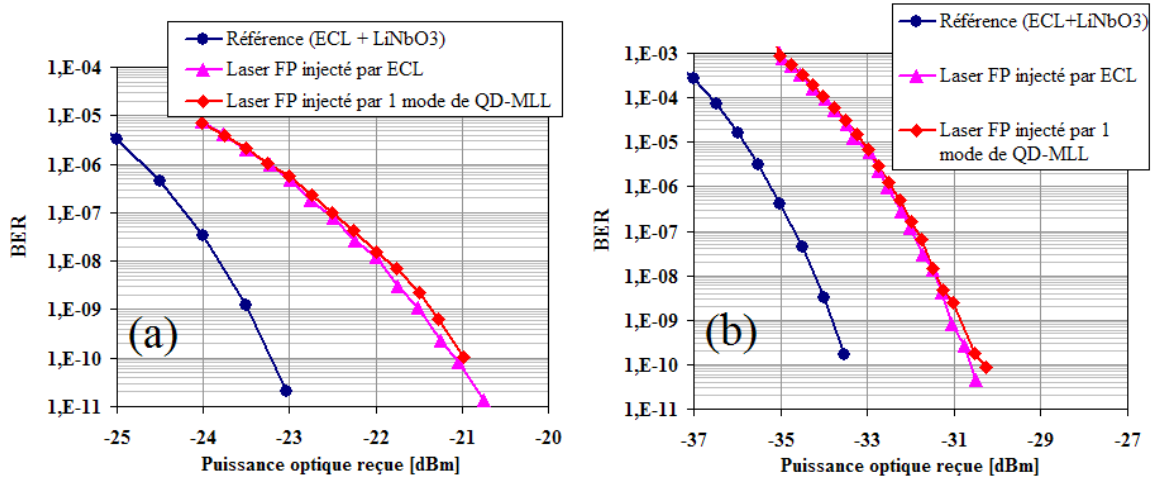 Référence (ECL + LiNbO3)
Laser FP injecté par ECL
Laser FP injecté par 1 mode de QD-MLL
1,E-04
1,E-05
1,E-06
1,E-07
1,E-08
1,E-09
1,E-10
1,E-11
BER
(a)
-25
-24
-23
-22
-21
-20
Puissance optique reçue [dBm]
Référence (ECL+LiNbO3)
Laser FP injecté par ECL
Laser FP injecté par 1
mode de QD-MLL
1,E-03
1,E-04
1,E-05
1,E-06
1,E-07
1,E-08
1,E-09
1,E-10
1,E-11
BER
(b)
-37
-35
-33
-31
-29
-27
Puissance optique reçue [dBm]